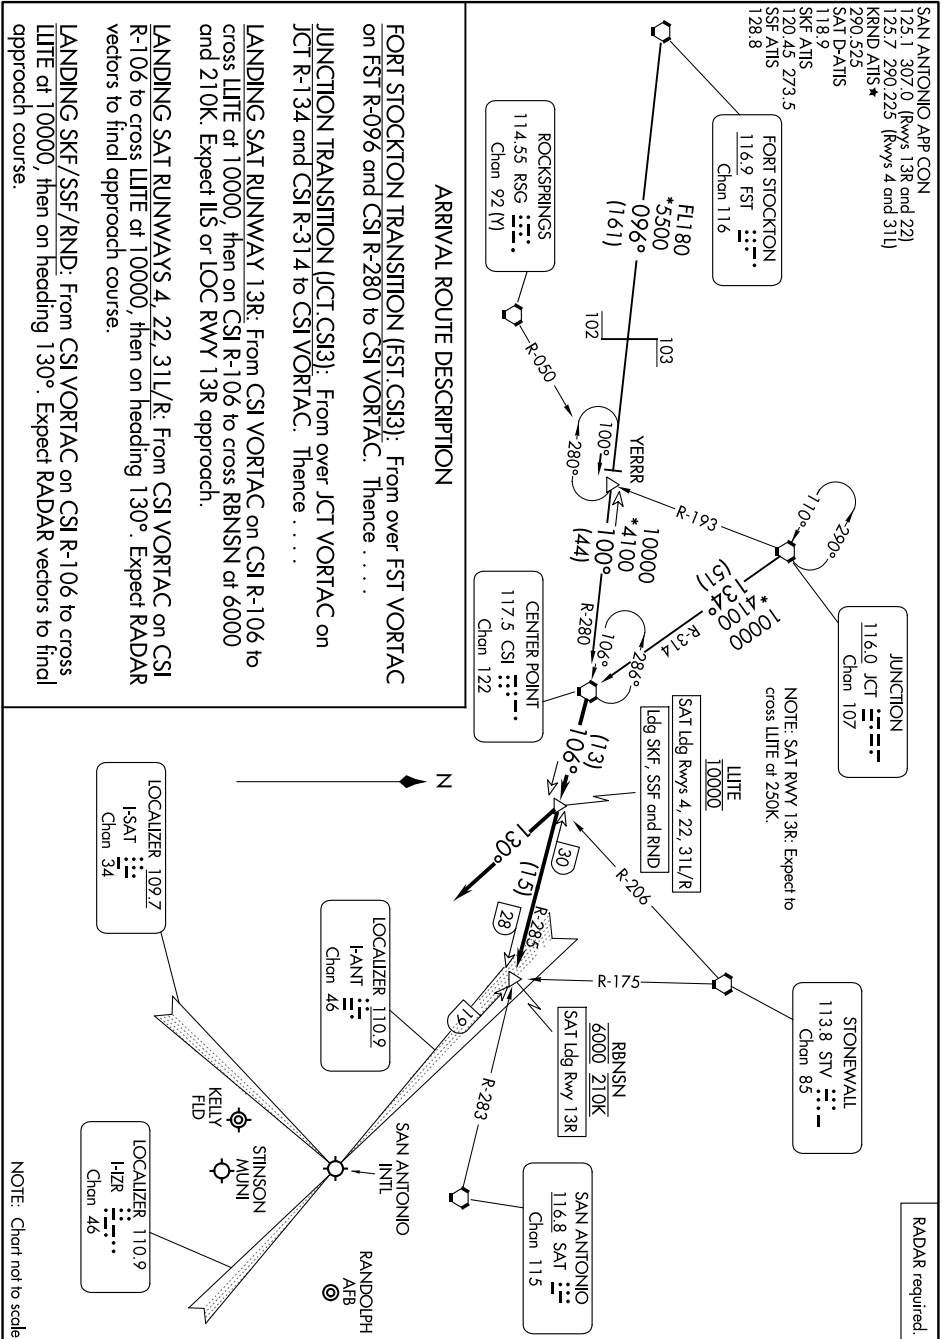 SAN ANTONIO APP CON
125.1 307.0 (Rwys 13R and 22)
125.7 290.225 (Rwys 4 and 31L)
KRND ATIS ★
290.525
SAT D-ATIS
118.9
SKF ATIS
120.45 273.5
SSF ATIS
128.8
RADAR required.
FORT STOCKTON
116.9 FST
Chan 116
JUNCTION
116.0 JCT
Chan 107
NOTE: SAT RWY 13R: Expect to
cross LLITE at 250K.
STONEWALL
113.8 STV
Chan 85
ROCKSPRINGS
114.55 RSG
Chan 92 (Y)
FL180
*5500
096°
(161)
103
102
R-050
100°
280°
YERRR
R-193
110°
290°
10000
*4100
134°
(51)
R-314
10000
*4100
100°
(44)
R-280
CENTER POINT
117.5 CSI
Chan 122
106°
286°
(13)
106°
LLITE
10000
SAT Ldg Rwys 4, 22, 31L/R
Ldg SKF, SSF and RND
30
R-206
130°
(15)
R-285
28
R-175
RBNSN
6000 210K
SAT Ldg Rwy 13R
19
R-283
SAN ANTONIO
116.8 SAT
Chan 115
LOCALIZER 110.9
I-ANT
Chan 46
LOCALIZER 109.7
I-SAT
Chan 34
LOCALIZER 110.9
I-IZR
Chan 46
N
SAN ANTONIO
INTL
KELLY
FLD
STINSON
MUNI
RANDOLPH
AFB
NOTE: Chart not to scale
ARRIVAL ROUTE DESCRIPTION
FORT STOCKTON TRANSITION (FST.CSI3): From over FST VORTAC
on FST R-096 and CSI R-280 to CSI VORTAC. Thence . . . .
JUNCTION TRANSITION (JCT.CSI3): From over JCT VORTAC on
JCT R-134 and CSI R-314 to CSI VORTAC. Thence . . . .
LANDING SAT RUNWAY 13R: From CSI VORTAC on CSI R-106 to
cross LLITE at 10000, then on CSI R-106 to cross RBNSN at 6000
and 210K. Expect ILS or LOC RWY 13R approach.
LANDING SAT RUNWAYS 4, 22, 31L/R: From CSI VORTAC on CSI
R-106 to cross LLITE at 10000, then on heading 130°. Expect RADAR
vectors to final approach course.
LANDING SKF/SSF/RND: From CSI VORTAC on CSI R-106 to cross
LLITE at 10000, then on heading 130°. Expect RADAR vectors to final
approach course.